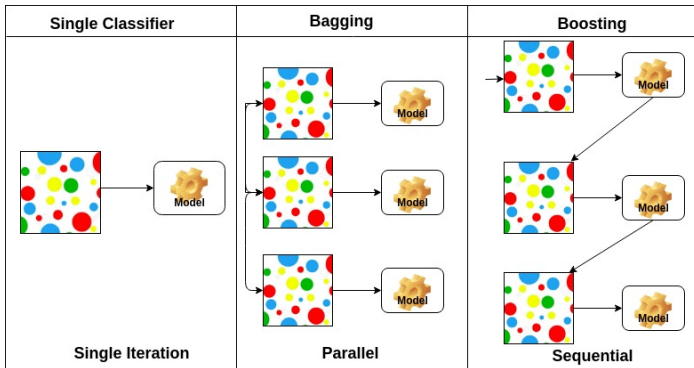 Single Classifier
Bagging
Boosting
Model
Model
Model
Model
Model
Model
Model
Single Iteration
Parallel
Sequential